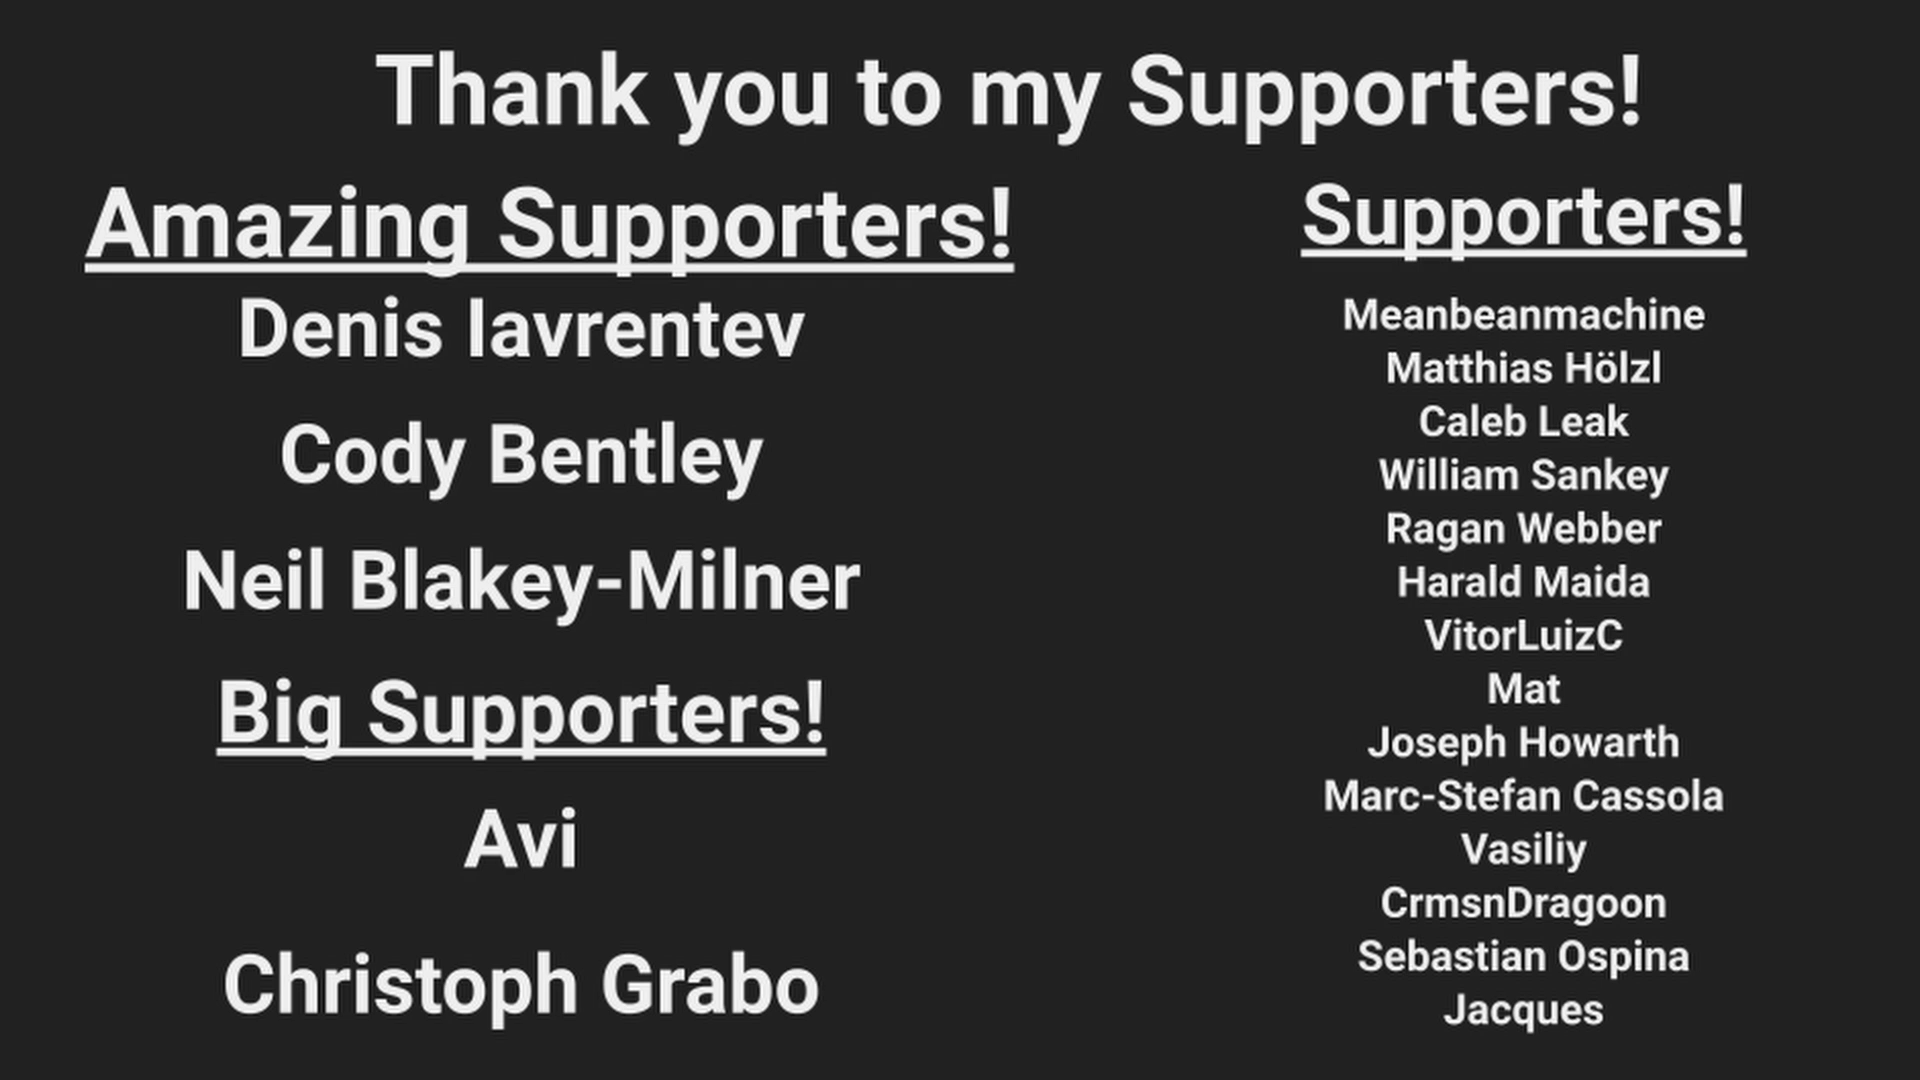 Thank you to my Supporters!
Amazing Supporters!
Denis Iavrentev
Cody Bentley
Neil Blakey-Milner
Big Supporters!
Avi
Christoph Grabo
Supporters!
Meanbeanmachine
Matthias Hölzl
Caleb Leak
William Sankey
Ragan Webber
Harald Maida
VitorLuizC
Mat
Joseph Howarth
Marc-Stefan Cassola
Vasiliy
CrmsnDragoon
Sebastian Ospina
Jacques